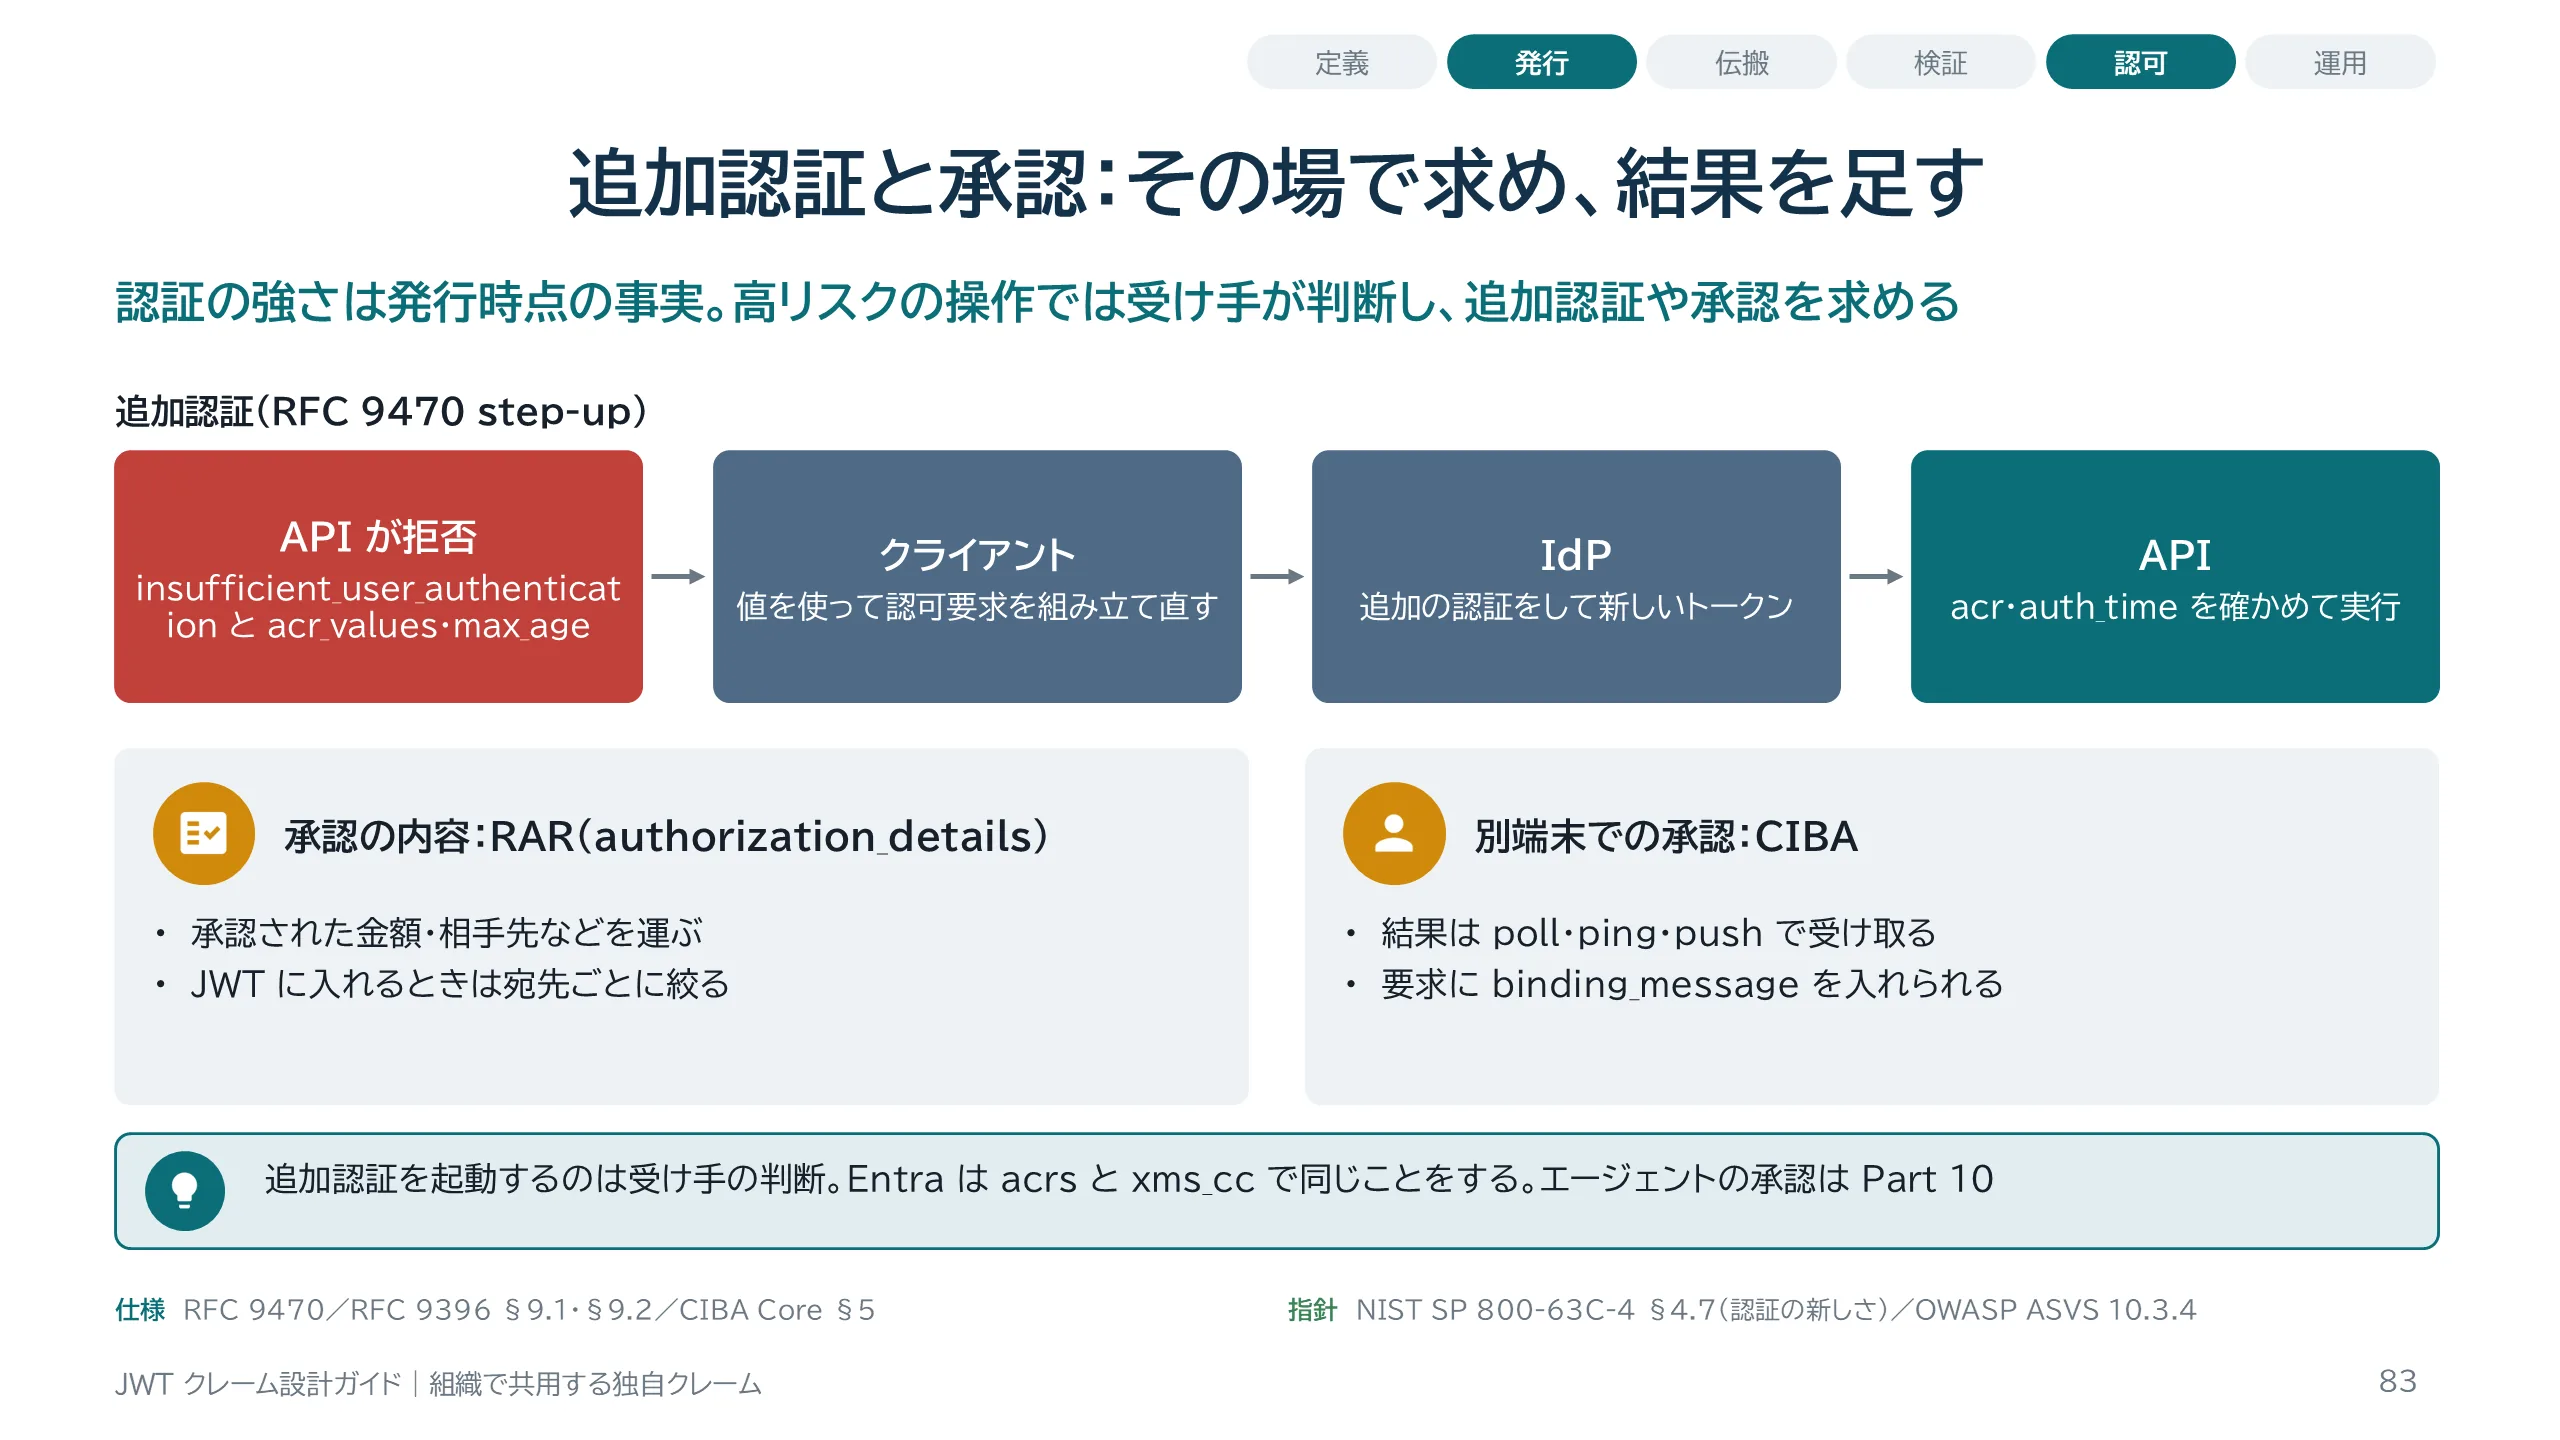 定義 発行 伝搬 検証 認可 運用
追加認証と承認：その場で求め、結果を足す
認証の強さは発行時点の事実。高リスクの操作では受け手が判断し、追加認証や承認を求める
追加認証（RFC 9470 step-up）
API が拒否
insufficient_user_authenticat
ion と acr_values・max_age
クライアント
値を使って認可要求を組み立て直す
IdP
追加の認証をして新しいトークン
API
acr・auth_time を確かめて実行
承認の内容：RAR（authorization_details）
• 承認された金額・相手先などを運ぶ
• JWT に入れるときは宛先ごとに絞る
別端末での承認：CIBA
• 結果は poll・ping・push で受け取る
• 要求に binding_message を入れられる
追加認証を起動するのは受け手の判断。Entra は acrs と xms_cc で同じことをする。エージェントの承認は Part 10
仕様 RFC 9470／RFC 9396 §9.1・§9.2／CIBA Core §5
指針 NIST SP 800-63C-4 §4.7（認証の新しさ）／OWASP ASVS 10.3.4
JWT クレーム設計ガイド｜組織で共用する独自クレーム
83